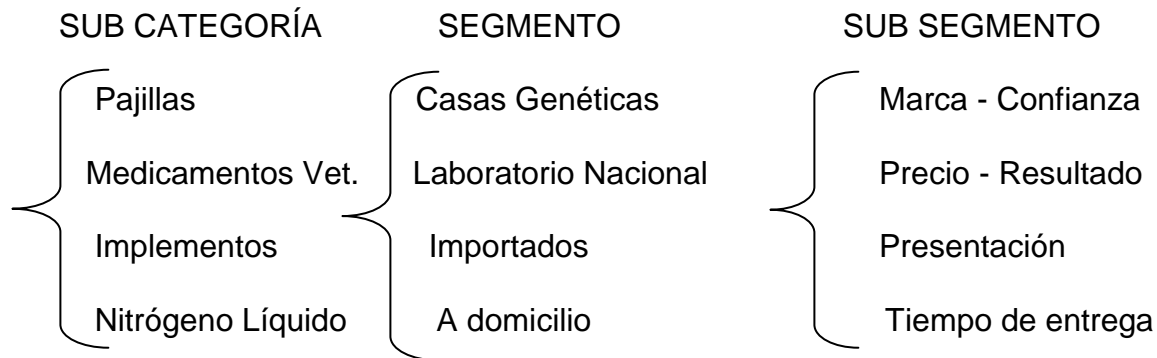 SUB CATEGORÍA SEGMENTO SUB SEGMENTO
Pajillas Casas Genéticas Marca - Confianza
Medicamentos Vet. Laboratorio Nacional Precio - Resultado
Implementos Importados Presentación
Nitrógeno Líquido A domicilio Tiempo de entrega